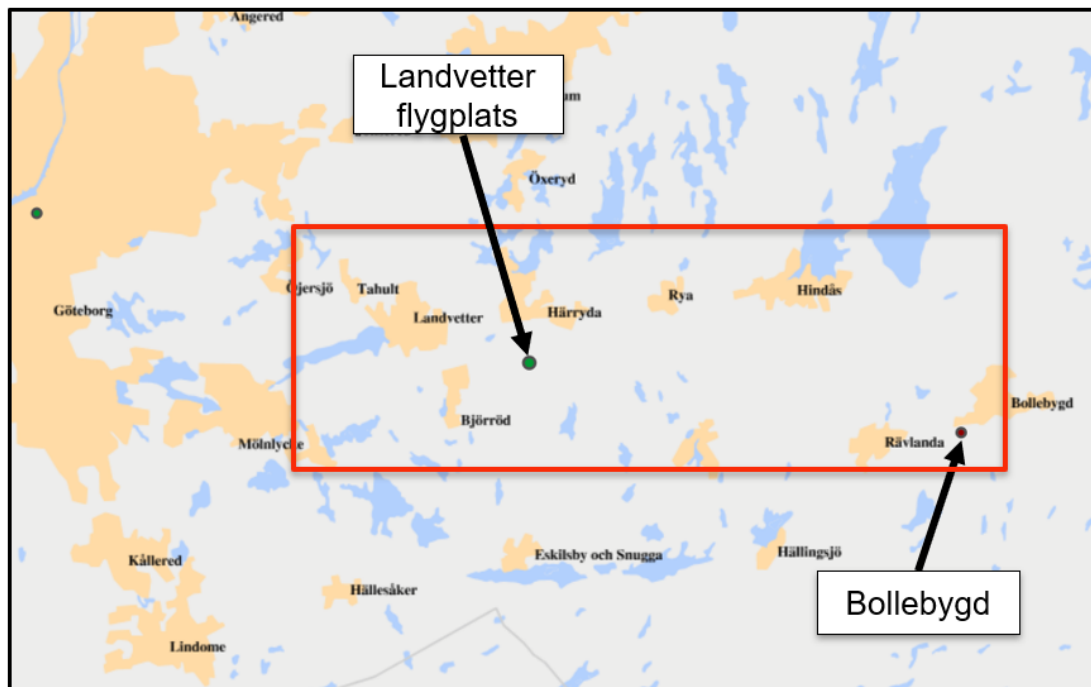 Angered
Landvetter
flygplats
um
Öxeryd
Öjersjö
Tahult
Rya
Hindås
Göteborg
Landvetter
Härryda
Björröd
Bollebygd
Mölnlycke
Rävlanda
Kållered
Eskilsby och Snugga
Hällingsjö
Hällesåker
Bollebygd
Lindome